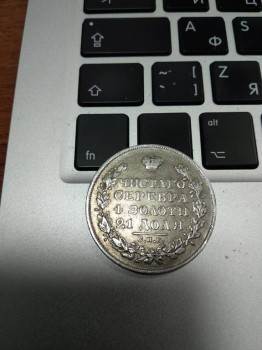 А Ф
~ ` [ ] Z Я
fn alt
ЧИСТАГО
СЕРЕБРА
4 ЗОЛОТН
21 ДОЛЯ